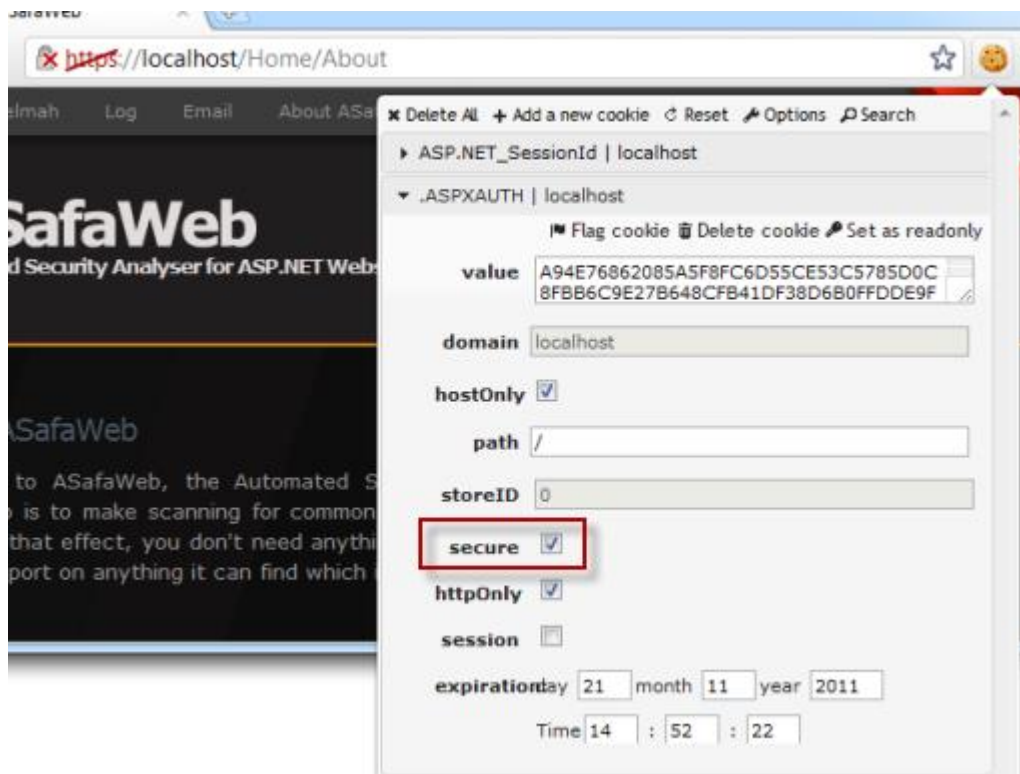 https://localhost/Home/About
Log Email About ASa
✖ Delete All + Add a new cookie Reset Options Search
ASP.NET_SessionId | localhost
.ASPXAUTH | localhost
Flag cookie Delete cookie Set as readonly
SafaWeb
d Security Analyser for ASP.NET Webs
value A94E76862085A5F8FC6D55CE53C5785D0C
8FBB6C9E27B648CFB41DF38D6B0FFDDE9F
domain localhost
hostOnly
path /
ASafaWeb
storeID 0
to ASafaWeb, the Automated S
is to make scanning for common
that effect, you don't need anythi
port on anything it can find which
secure
httpOnly
session
expiration day 21 month 11 year 2011
Time 14 : 52 : 22